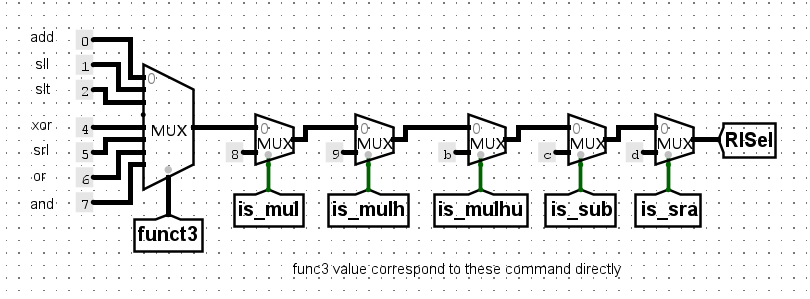 add 0
sll 1
slt 2
xor 4
srl 5
or 6
and 7
0 MUX
funct3
0 MUX 8 is_mul
0 MUX 9 is_mulh
0 MUX b is_mulhu
0 MUX c is_sub
0 MUX d is_sra
RISel
func3 value correspond to these command directly